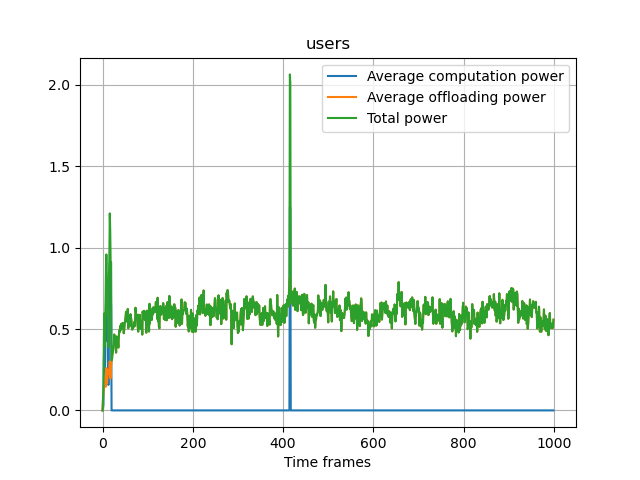 users
Average computation power
Average offloading power
Total power
2.0
1.5
1.0
0.5
0.0
0 200 400 600 800 1000
Time frames